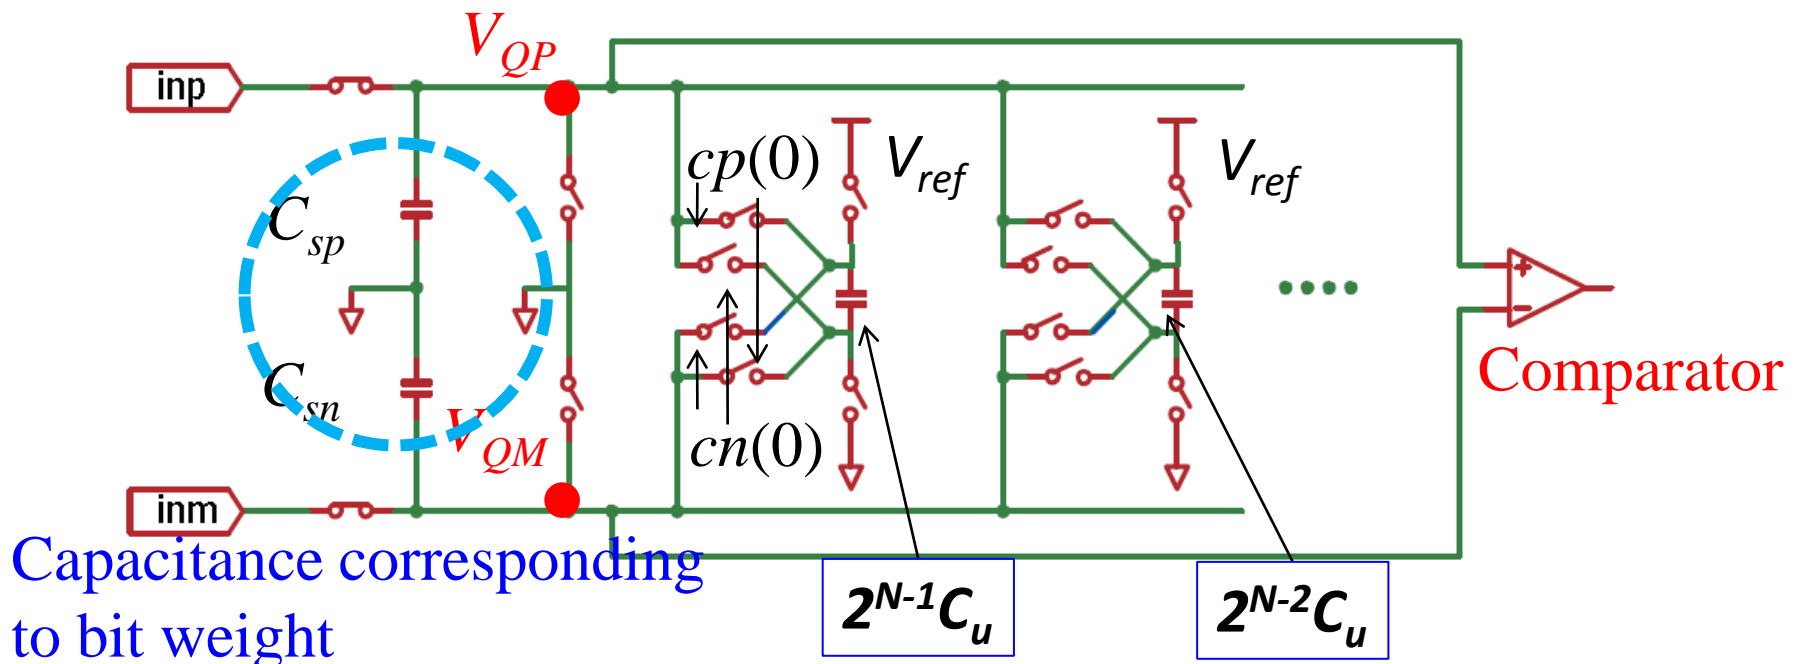 V_QP
inp
cp(0)
V_ref
V_ref
C_sp
+
−
Comparator
C_sn
V_QM
cn(0)
inm
Capacitance corresponding
to bit weight
2^{N-1}C_u
2^{N-2}C_u